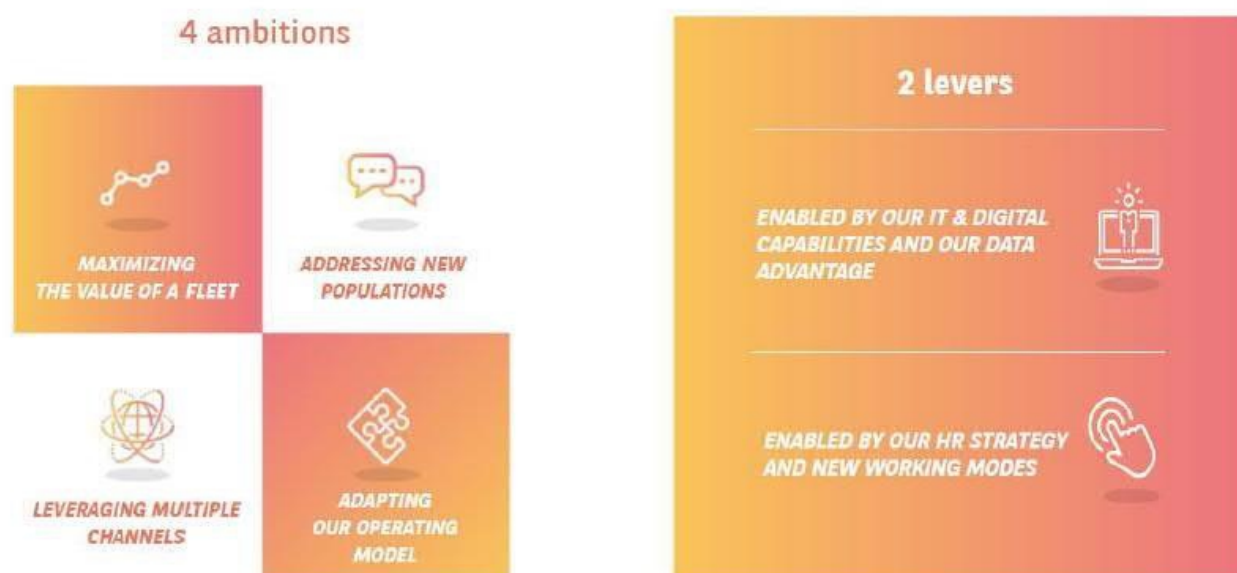 4 ambitions
MAXIMIZING
THE VALUE OF A FLEET
ADDRESSING NEW
POPULATIONS
LEVERAGING MULTIPLE
CHANNELS
ADAPTING
OUR OPERATING
MODEL
2 levers
ENABLED BY OUR IT & DIGITAL
CAPABILITIES AND OUR DATA
ADVANTAGE
ENABLED BY OUR HR STRATEGY
AND NEW WORKING MODES